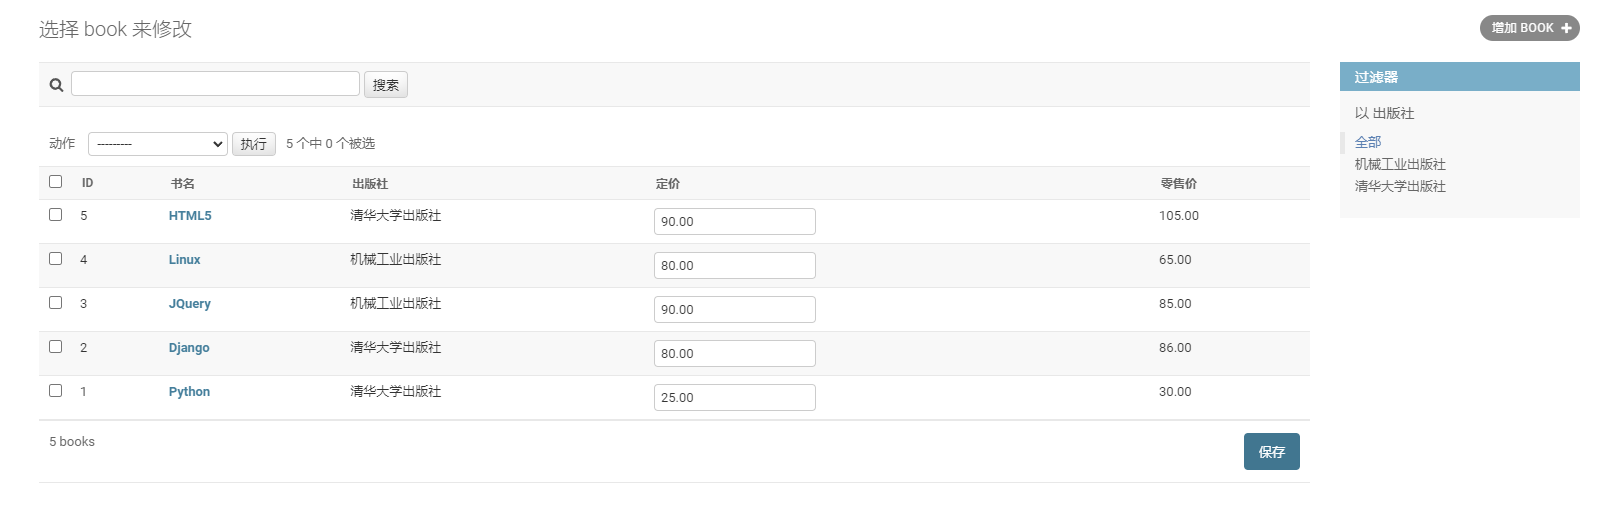 选择 book 来修改
增加 BOOK
搜索
动作 --------- 执行 5 个中 0 个被选
ID 书名 出版社 定价 零售价
5 HTML5 清华大学出版社 90.00 105.00
4 Linux 机械工业出版社 80.00 65.00
3 JQuery 机械工业出版社 90.00 85.00
2 Django 清华大学出版社 80.00 86.00
1 Python 清华大学出版社 25.00 30.00
5 books
保存
过滤器
以 出版社
全部
机械工业出版社
清华大学出版社